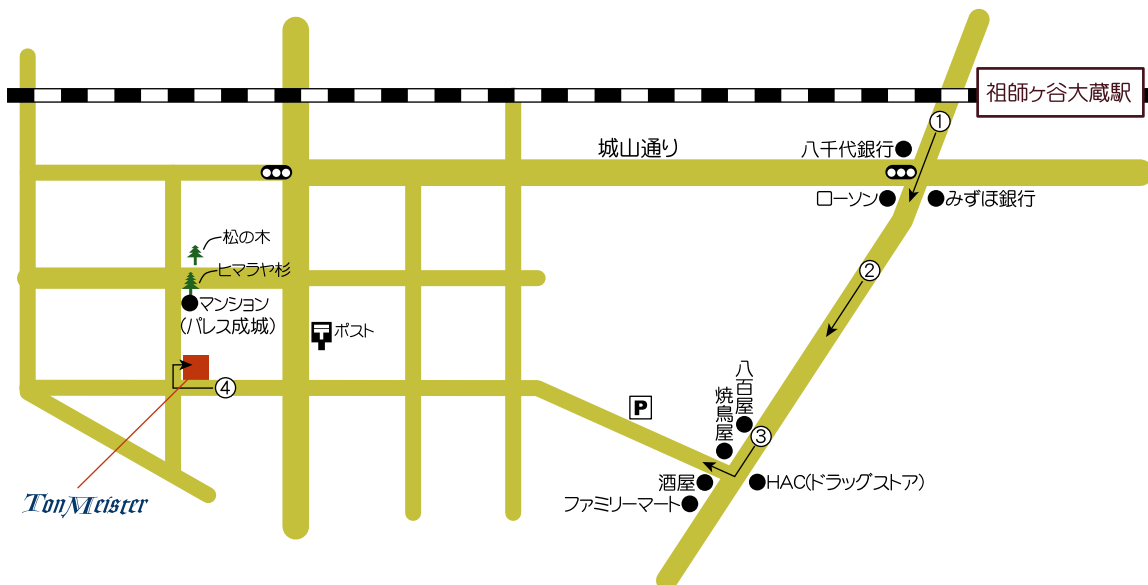 祖師ヶ谷大蔵駅
①
城山通り
八千代銀行
ローソン
みずほ銀行
松の木
②
ヒマラヤ杉
マンション
(パレス成城)
ポスト
八百屋
④
焼鳥屋
P
③
酒屋
HAC(ドラッグストア)
ファミリーマート
TonMeister